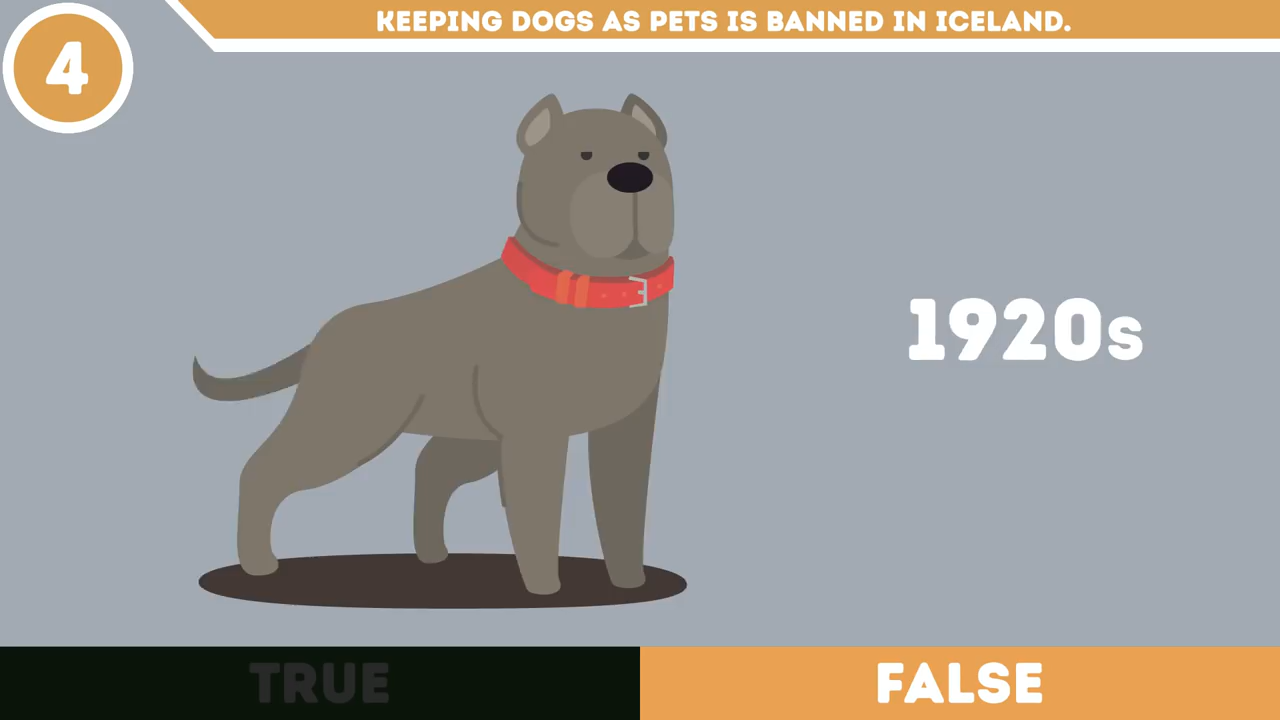 4
KEEPING DOGS AS PETS IS BANNED IN ICELAND.
1920s
TRUE
FALSE